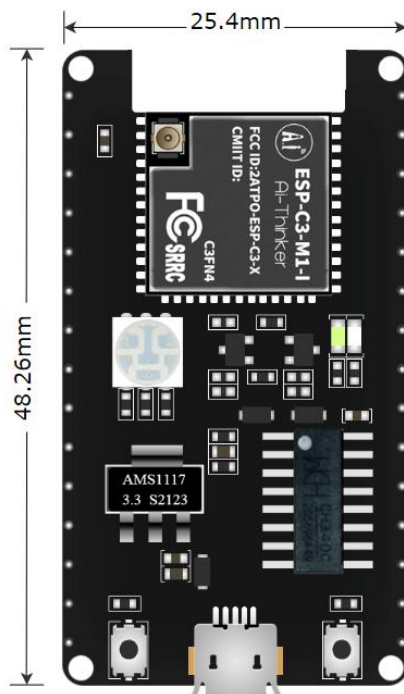 25.4mm
48.26mm
Ai
ESP-C3-M1-I
Ai-Thinker
FCC ID:2ATPO-ESP-C3-X
CMIIT ID:
FC
SRRC
C3FN4
AMS1117
3.3 S2123
CH340C